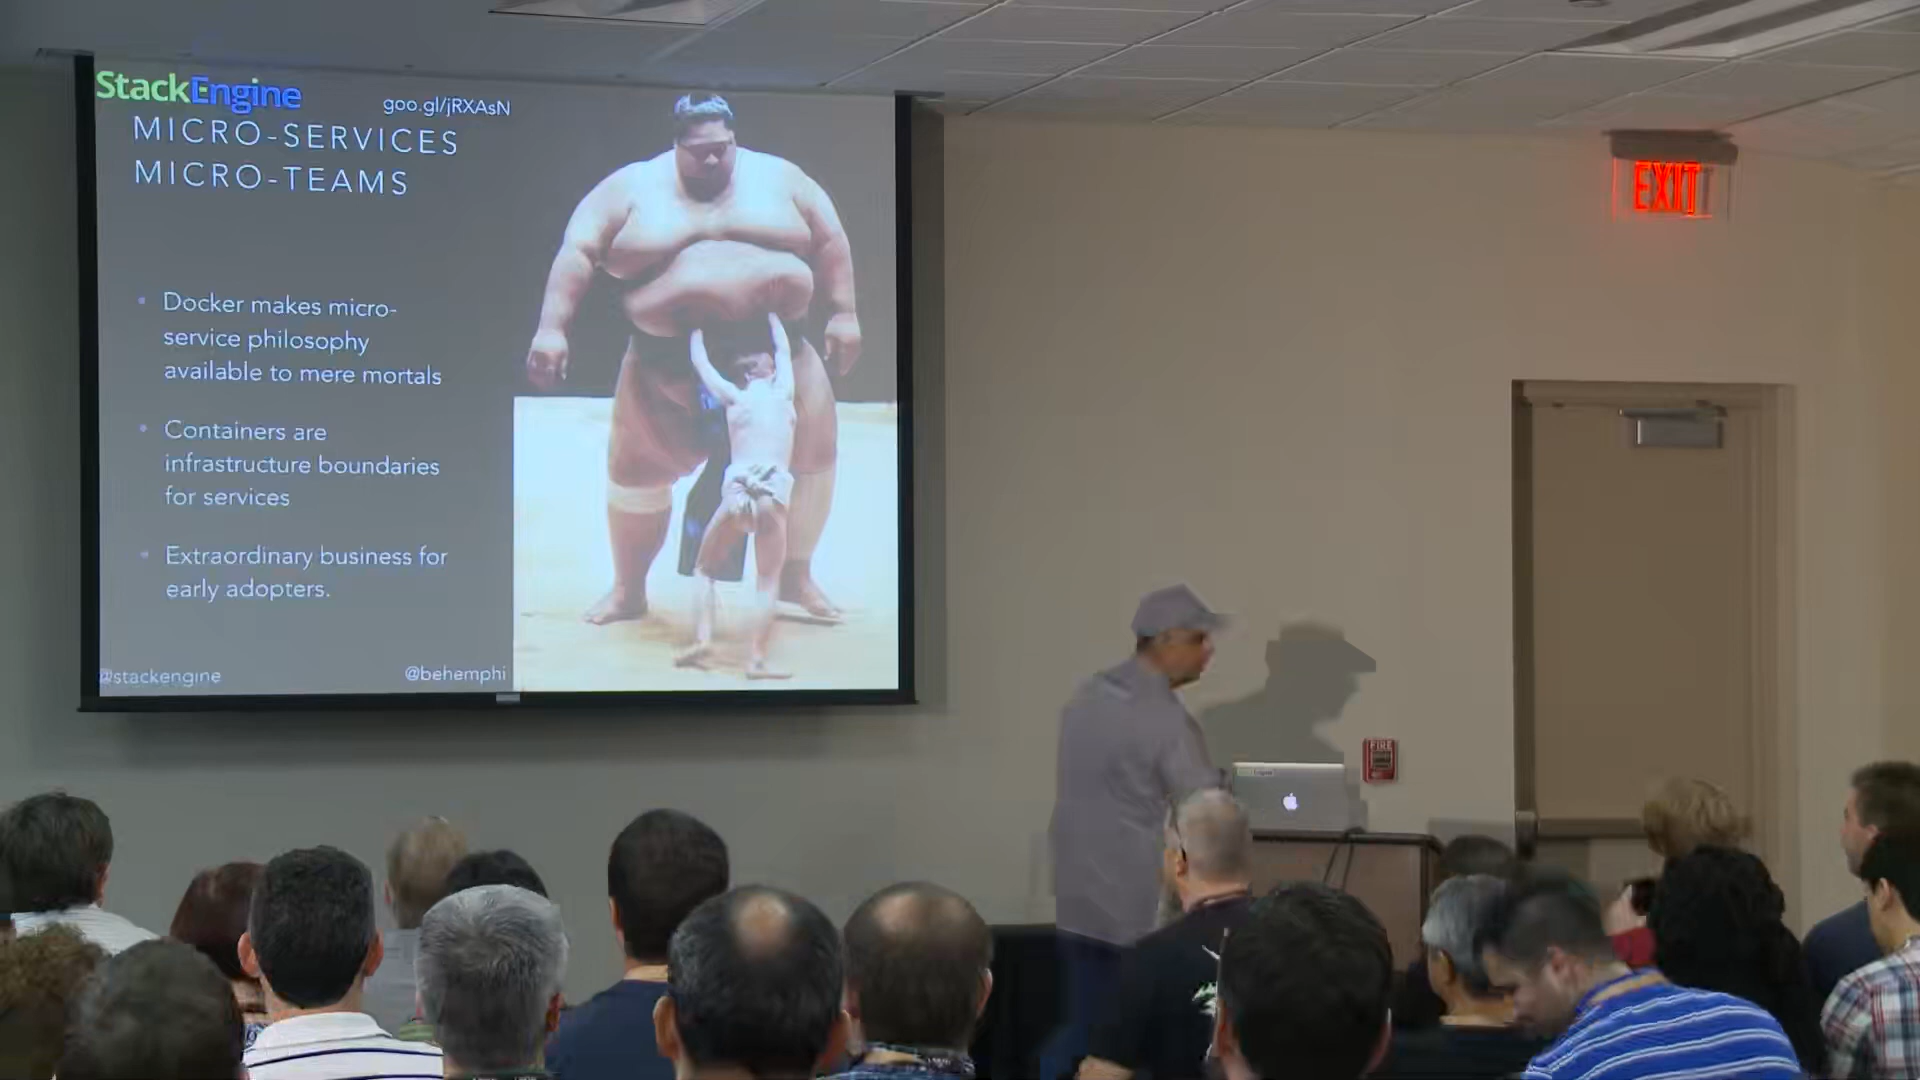 StackEngine
goo.gl/jRXAsN
MICRO-SERVICES
MICRO-TEAMS
• Docker makes micro-
service philosophy
available to mere mortals
• Containers are
infrastructure boundaries
for services
• Extraordinary business for
early adopters.
@stackengine
@behemphi
EXIT
FIRE